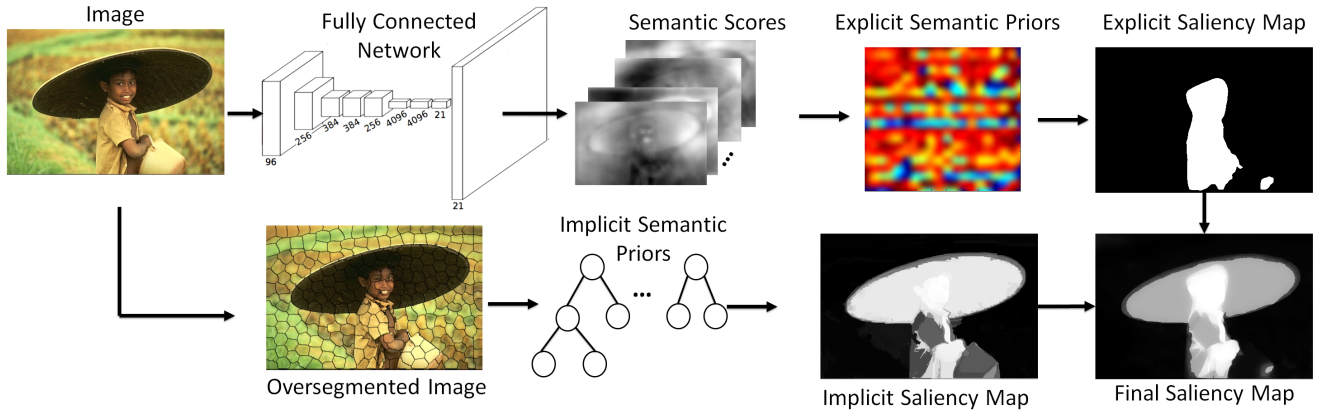 Image
Fully Connected
Network
Semantic Scores
Explicit Semantic Priors
Explicit Saliency Map
96
256
384
384
256
4096
4096
21
21
Implicit Semantic
Priors
Oversegmented Image
Implicit Saliency Map
Final Saliency Map